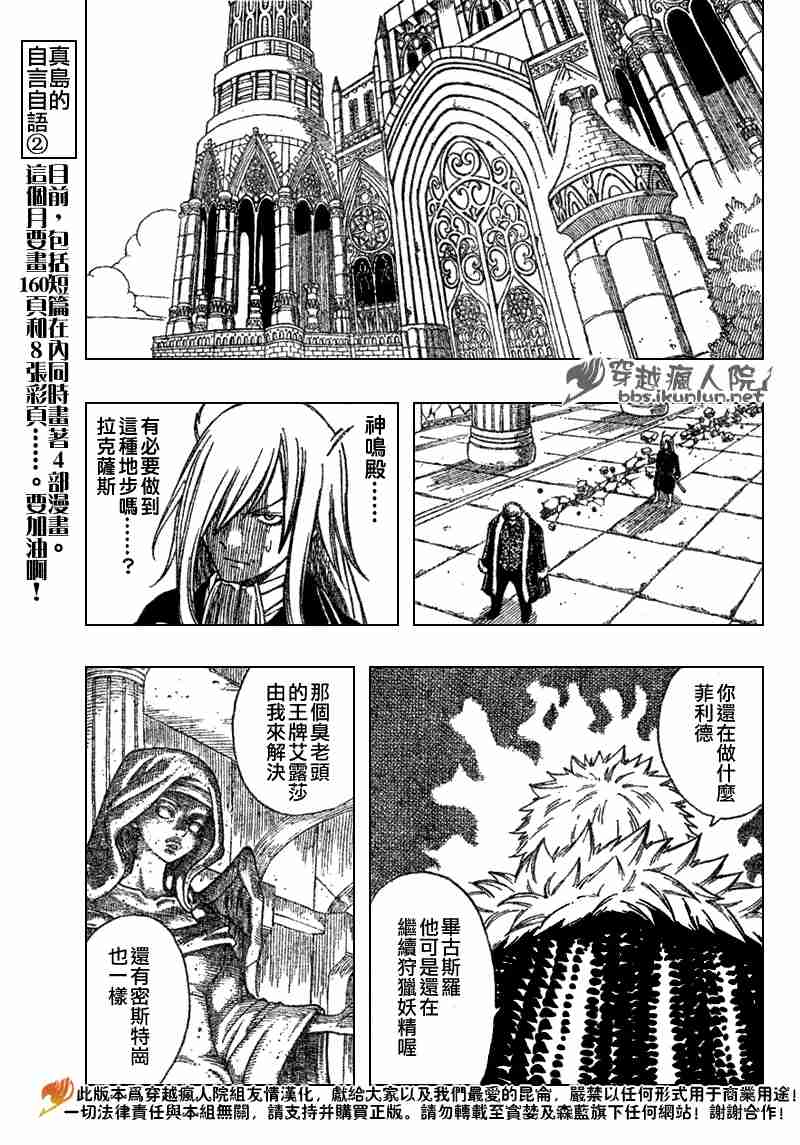 真島的
自言自語②
目前，包括短篇在內同時畫著4部漫畫。
這個月要畫160頁和8張彩頁……。要加油啊！
穿越瘋人院
bbs.ikunlun.net
神鳴殿……
有必要做到
這種地步嗎……？
拉克薩斯
你還在做什麼
菲利德
畢古斯羅
他可是還在
繼續狩獵妖精喔
那個臭老頭
的王牌艾露莎
由我來解決
還有密斯特崗
也一樣
此版本爲穿越瘋人院組友情漢化，獻給大家以及我們最愛的昆侖，嚴禁以任何形式用于商業用途！
一切法律責任與本組無關，請支持并購買正版。請勿轉載至貪婪及森藍旗下任何網站！謝謝合作！